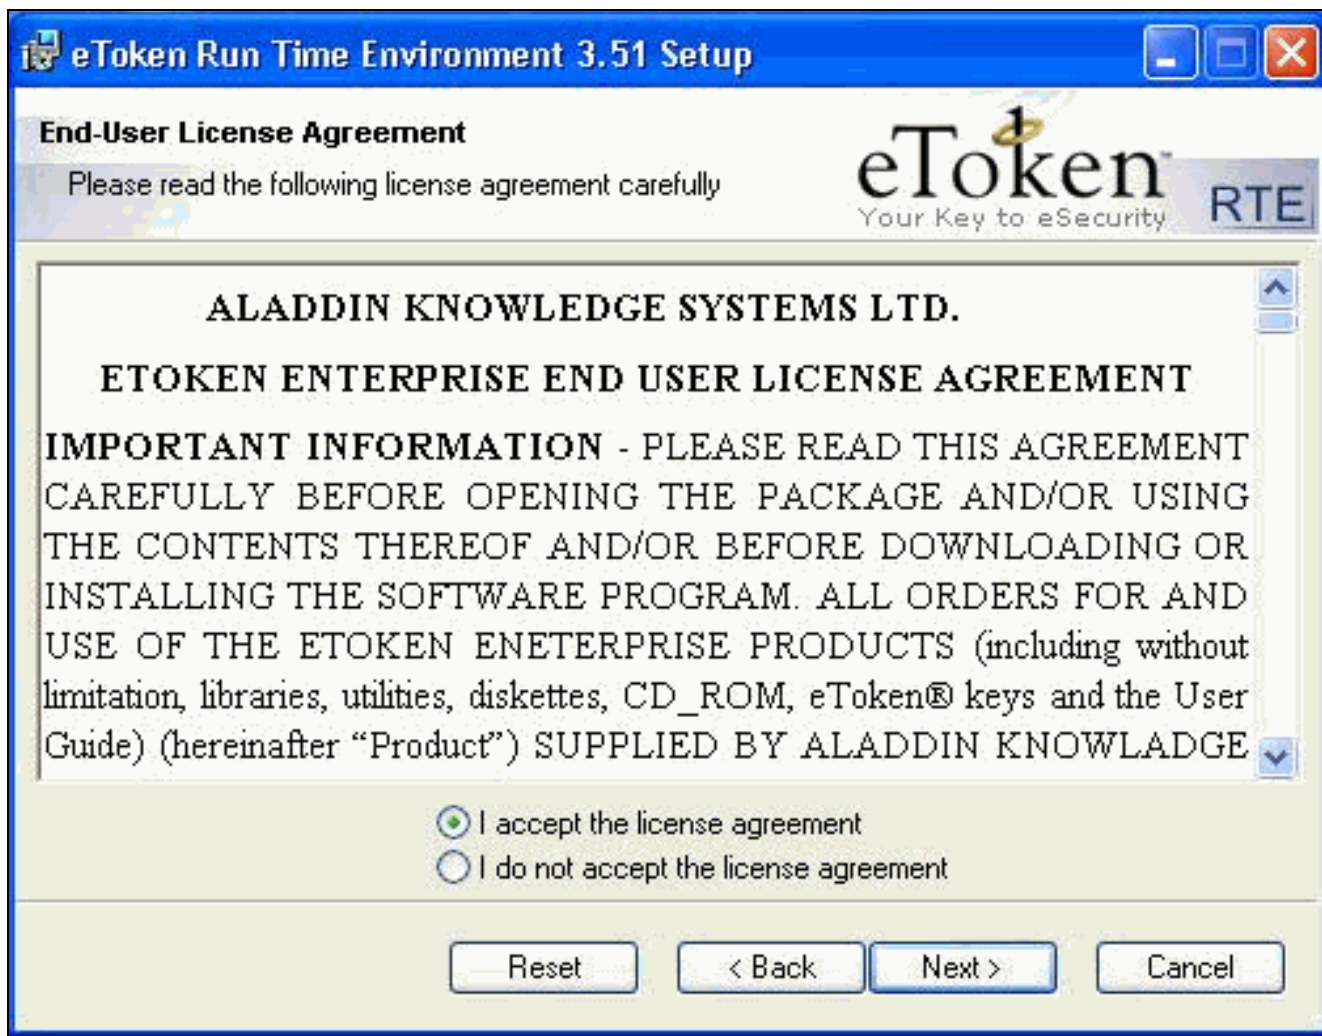 eToken Run Time Environment 3.51 Setup
End-User License Agreement
Please read the following license agreement carefully
eToken™
Your Key to eSecurity
RTE
ALADDIN KNOWLEDGE SYSTEMS LTD.
ETOKEN ENTERPRISE END USER LICENSE AGREEMENT
IMPORTANT INFORMATION - PLEASE READ THIS AGREEMENT
CAREFULLY BEFORE OPENING THE PACKAGE AND/OR USING
THE CONTENTS THEREOF AND/OR BEFORE DOWNLOADING OR
INSTALLING THE SOFTWARE PROGRAM. ALL ORDERS FOR AND
USE OF THE ETOKEN ENETERPRISE PRODUCTS (including without
limitation, libraries, utilities, diskettes, CD_ROM, eToken® keys and the User
Guide) (hereinafter “Product”) SUPPLIED BY ALADDIN KNOWLADGE
I accept the license agreement
I do not accept the license agreement
Reset
< Back
Next >
Cancel